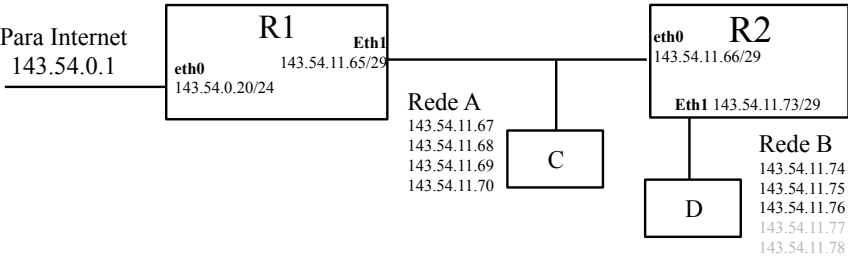 Para Internet
143.54.0.1
R1
eth0
143.54.0.20/24
Eth1
143.54.11.65/29
Rede A
143.54.11.67
143.54.11.68
143.54.11.69
143.54.11.70
C
R2
eth0
143.54.11.66/29
Eth1 143.54.11.73/29
D
Rede B
143.54.11.74
143.54.11.75
143.54.11.76
143.54.11.77
143.54.11.78